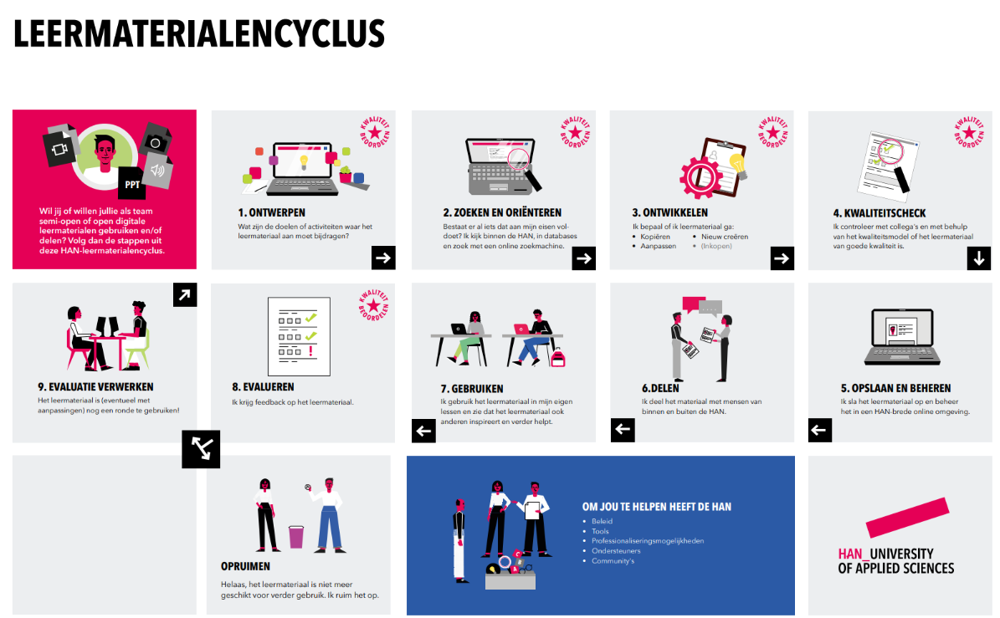 LEERMATERIALENCYCLUS
PPT
Wil jij of willen jullie als team
semi-open of open digitale
leermaterialen gebruiken en/of
delen? Volg dan de stappen uit
deze HAN-leermaterialencyclus.
KWALITEIT BEOORDELEN
1. ONTWERPEN
Wat zijn de doelen of activiteiten waar het
leermateriaal aan moet bijdragen?
KWALITEIT BEOORDELEN
2. ZOEKEN EN ORIËNTEREN
Bestaat er al iets dat aan mijn eisen vol-
doet? Ik kijk binnen de HAN, in databases
en zoek met een online zoekmachine.
KWALITEIT BEOORDELEN
3. ONTWIKKELEN
Ik bepaal of ik leermateriaal ga:
• Kopiëren
• Aanpassen
• Nieuw creëren
• (Inkopen)
KWALITEIT BEOORDELEN
4. KWALITEITSCHECK
Ik controleer met collega's en met behulp
van het kwaliteitsmodel of het leermateriaal
van goede kwaliteit is.
9. EVALUATIE VERWERKEN
Het leermateriaal is (eventueel met
aanpassingen) nog een ronde te gebruiken!
KWALITEIT BEOORDELEN
8. EVALUEREN
Ik krijg feedback op het leermateriaal.
7. GEBRUIKEN
Ik gebruik het leermateriaal in mijn eigen
lessen en zie dat het leermateriaal ook
anderen inspireert en verder helpt.
6.DELEN
Ik deel het materiaal met mensen van
binnen en buiten de HAN.
5. OPSLAAN EN BEHEREN
Ik sla het leermateriaal op en beheer
het in een HAN-brede online omgeving.
OPRUIMEN
Helaas, het leermateriaal is niet meer
geschikt voor verder gebruik. Ik ruim het op.
C
B
A
OM JOU TE HELPEN HEEFT DE HAN
• Beleid
• Tools
• Professionaliseringsmogelijkheden
• Ondersteuners
• Community's
HAN_UNIVERSITY
OF APPLIED SCIENCES